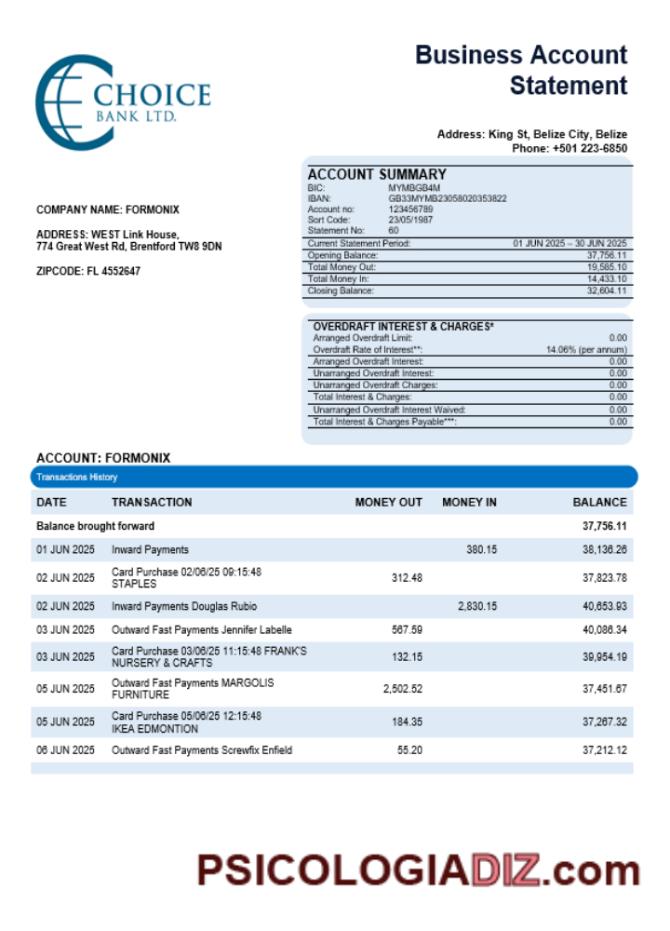 CHOICE
BANK LTD.
Business Account
Statement
Address: King St, Belize City, Belize
Phone: +501 223-6850
COMPANY NAME: FORMONIX
ADDRESS: WEST Link House,
774 Great West Rd, Brentford TW8 9DN
ZIPCODE: FL 4552647
ACCOUNT SUMMARY
BIC: MYMBGB4M
IBAN: GB33MYMB23058020353822
Account no: 123456789
Sort Code: 23/05/1987
Statement No: 60
Current Statement Period: 01 JUN 2025 – 30 JUN 2025
Opening Balance: 37,756.11
Total Money Out: 19,585.10
Total Money In: 14,433.10
Closing Balance: 32,604.11
OVERDRAFT INTEREST & CHARGES*
Arranged Overdraft Limit: 0.00
Overdraft Rate of Interest**: 14.06% (per annum)
Arranged Overdraft Interest: 0.00
Unarranged Overdraft Interest: 0.00
Unarranged Overdraft Charges: 0.00
Total Interest & Charges: 0.00
Unarranged Overdraft Interest Waived: 0.00
Total Interest & Charges Payable***: 0.00
ACCOUNT: FORMONIX
Transactions History
DATE TRANSACTION MONEY OUT MONEY IN BALANCE
Balance brought forward 37,756.11
01 JUN 2025 Inward Payments 380.15 38,136.26
02 JUN 2025 Card Purchase 02/06/25 09:15:48 312.48 37,823.78
STAPLES
02 JUN 2025 Inward Payments Douglas Rubio 2,830.15 40,653.93
03 JUN 2025 Outward Fast Payments Jennifer Labelle 567.59 40,086.34
03 JUN 2025 Card Purchase 03/06/25 11:15:48 FRANK'S 132.15 39,954.19
NURSERY & CRAFTS
05 JUN 2025 Outward Fast Payments MARGOLIS 2,502.52 37,451.67
FURNITURE
05 JUN 2025 Card Purchase 05/06/25 12:15:48 184.35 37,267.32
IKEA EDMONTION
06 JUN 2025 Outward Fast Payments Screwfix Enfield 55.20 37,212.12
PSICOLOGIADIZ.com